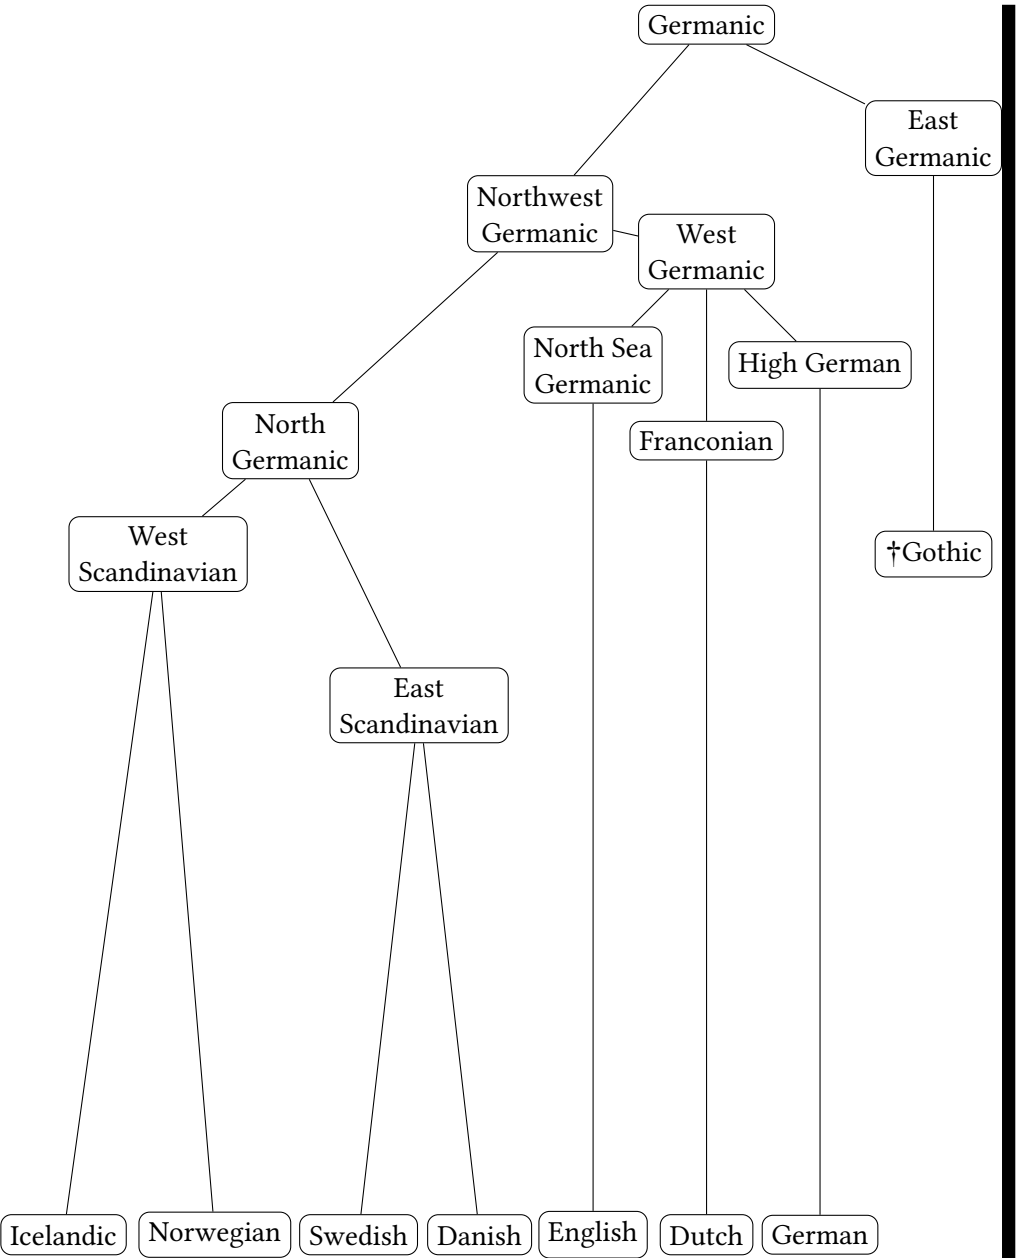 Germanic
East
Germanic
Northwest
Germanic
West
Germanic
North Sea
Germanic
High German
North
Germanic
Franconian
West
Scandinavian
†Gothic
East
Scandinavian
Icelandic
Norwegian
Swedish
Danish
English
Dutch
German